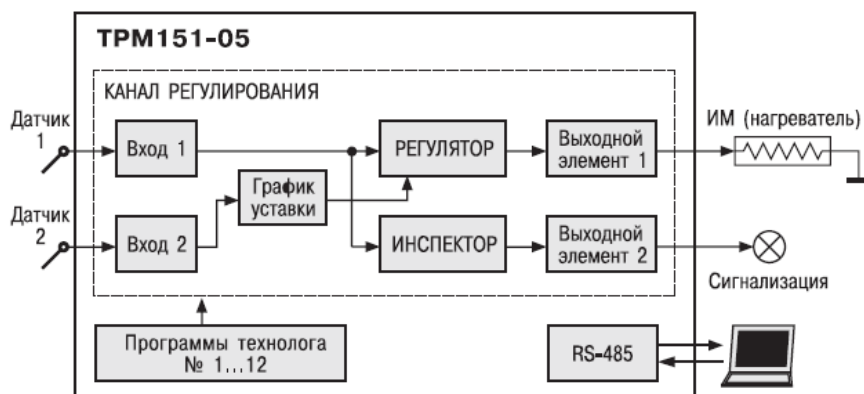 ТРМ151-05
КАНАЛ РЕГУЛИРОВАНИЯ
Датчик
1
Вход 1
РЕГУЛЯТОР
Выходной
элемент 1
ИМ (нагреватель)
График
уставки
Датчик
2
Вход 2
ИНСПЕКТОР
Выходной
элемент 2
Сигнализация
Программы технолога
№ 1...12
RS-485